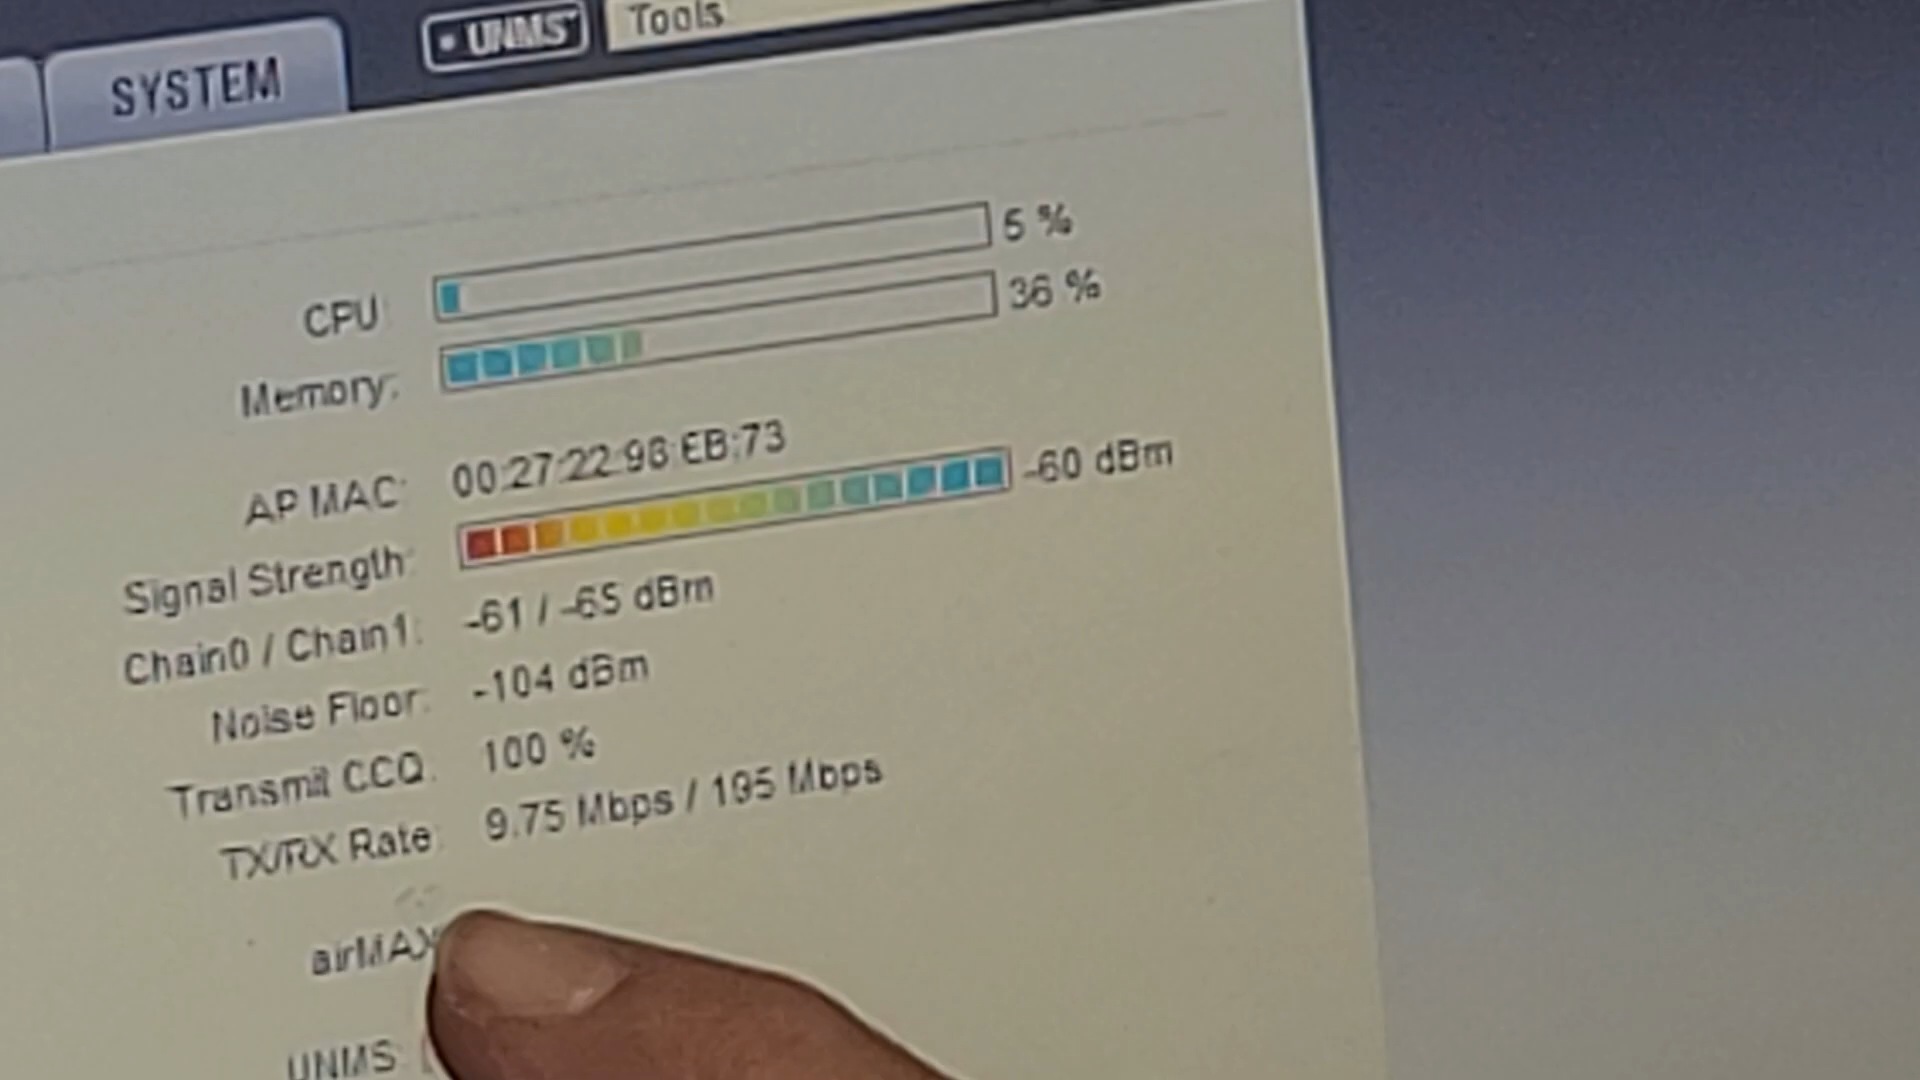 UNMS Tools
SYSTEM
CPU: 5 %
Memory: 36 %
AP MAC: 00:27:22:98:EB:73
Signal Strength: -60 dBm
Chain0 / Chain1: -61 / -65 dBm
Noise Floor: -104 dBm
Transmit CCQ: 100 %
TX/RX Rate: 9.75 Mbps / 195 Mbps
airMAX
UNMS: